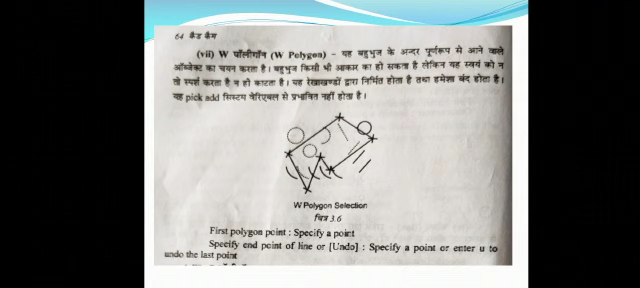 64 कैड कैम
(vii) W पॉलीगॉन (W Polygon) - यह बहुभुज के अन्दर पूर्णरूप से आने वाले
ऑब्जेक्ट का चयन करता है। बहुभुज किसी भी आकार का हो सकता है लेकिन यह स्वयं को न
तो स्पर्श करता है न ही काटता है। यह रेखाखण्डों द्वारा निर्मित होता है तथा हमेशा बंद होता है।
यह pick add सिस्टम वेरिएबल से प्रभावित नहीं होता है।
W Polygon Selection
चित्र 3.6
First polygon point : Specify a point
Specify end point of line or [Undo] : Specify a point or enter u to
undo the last point